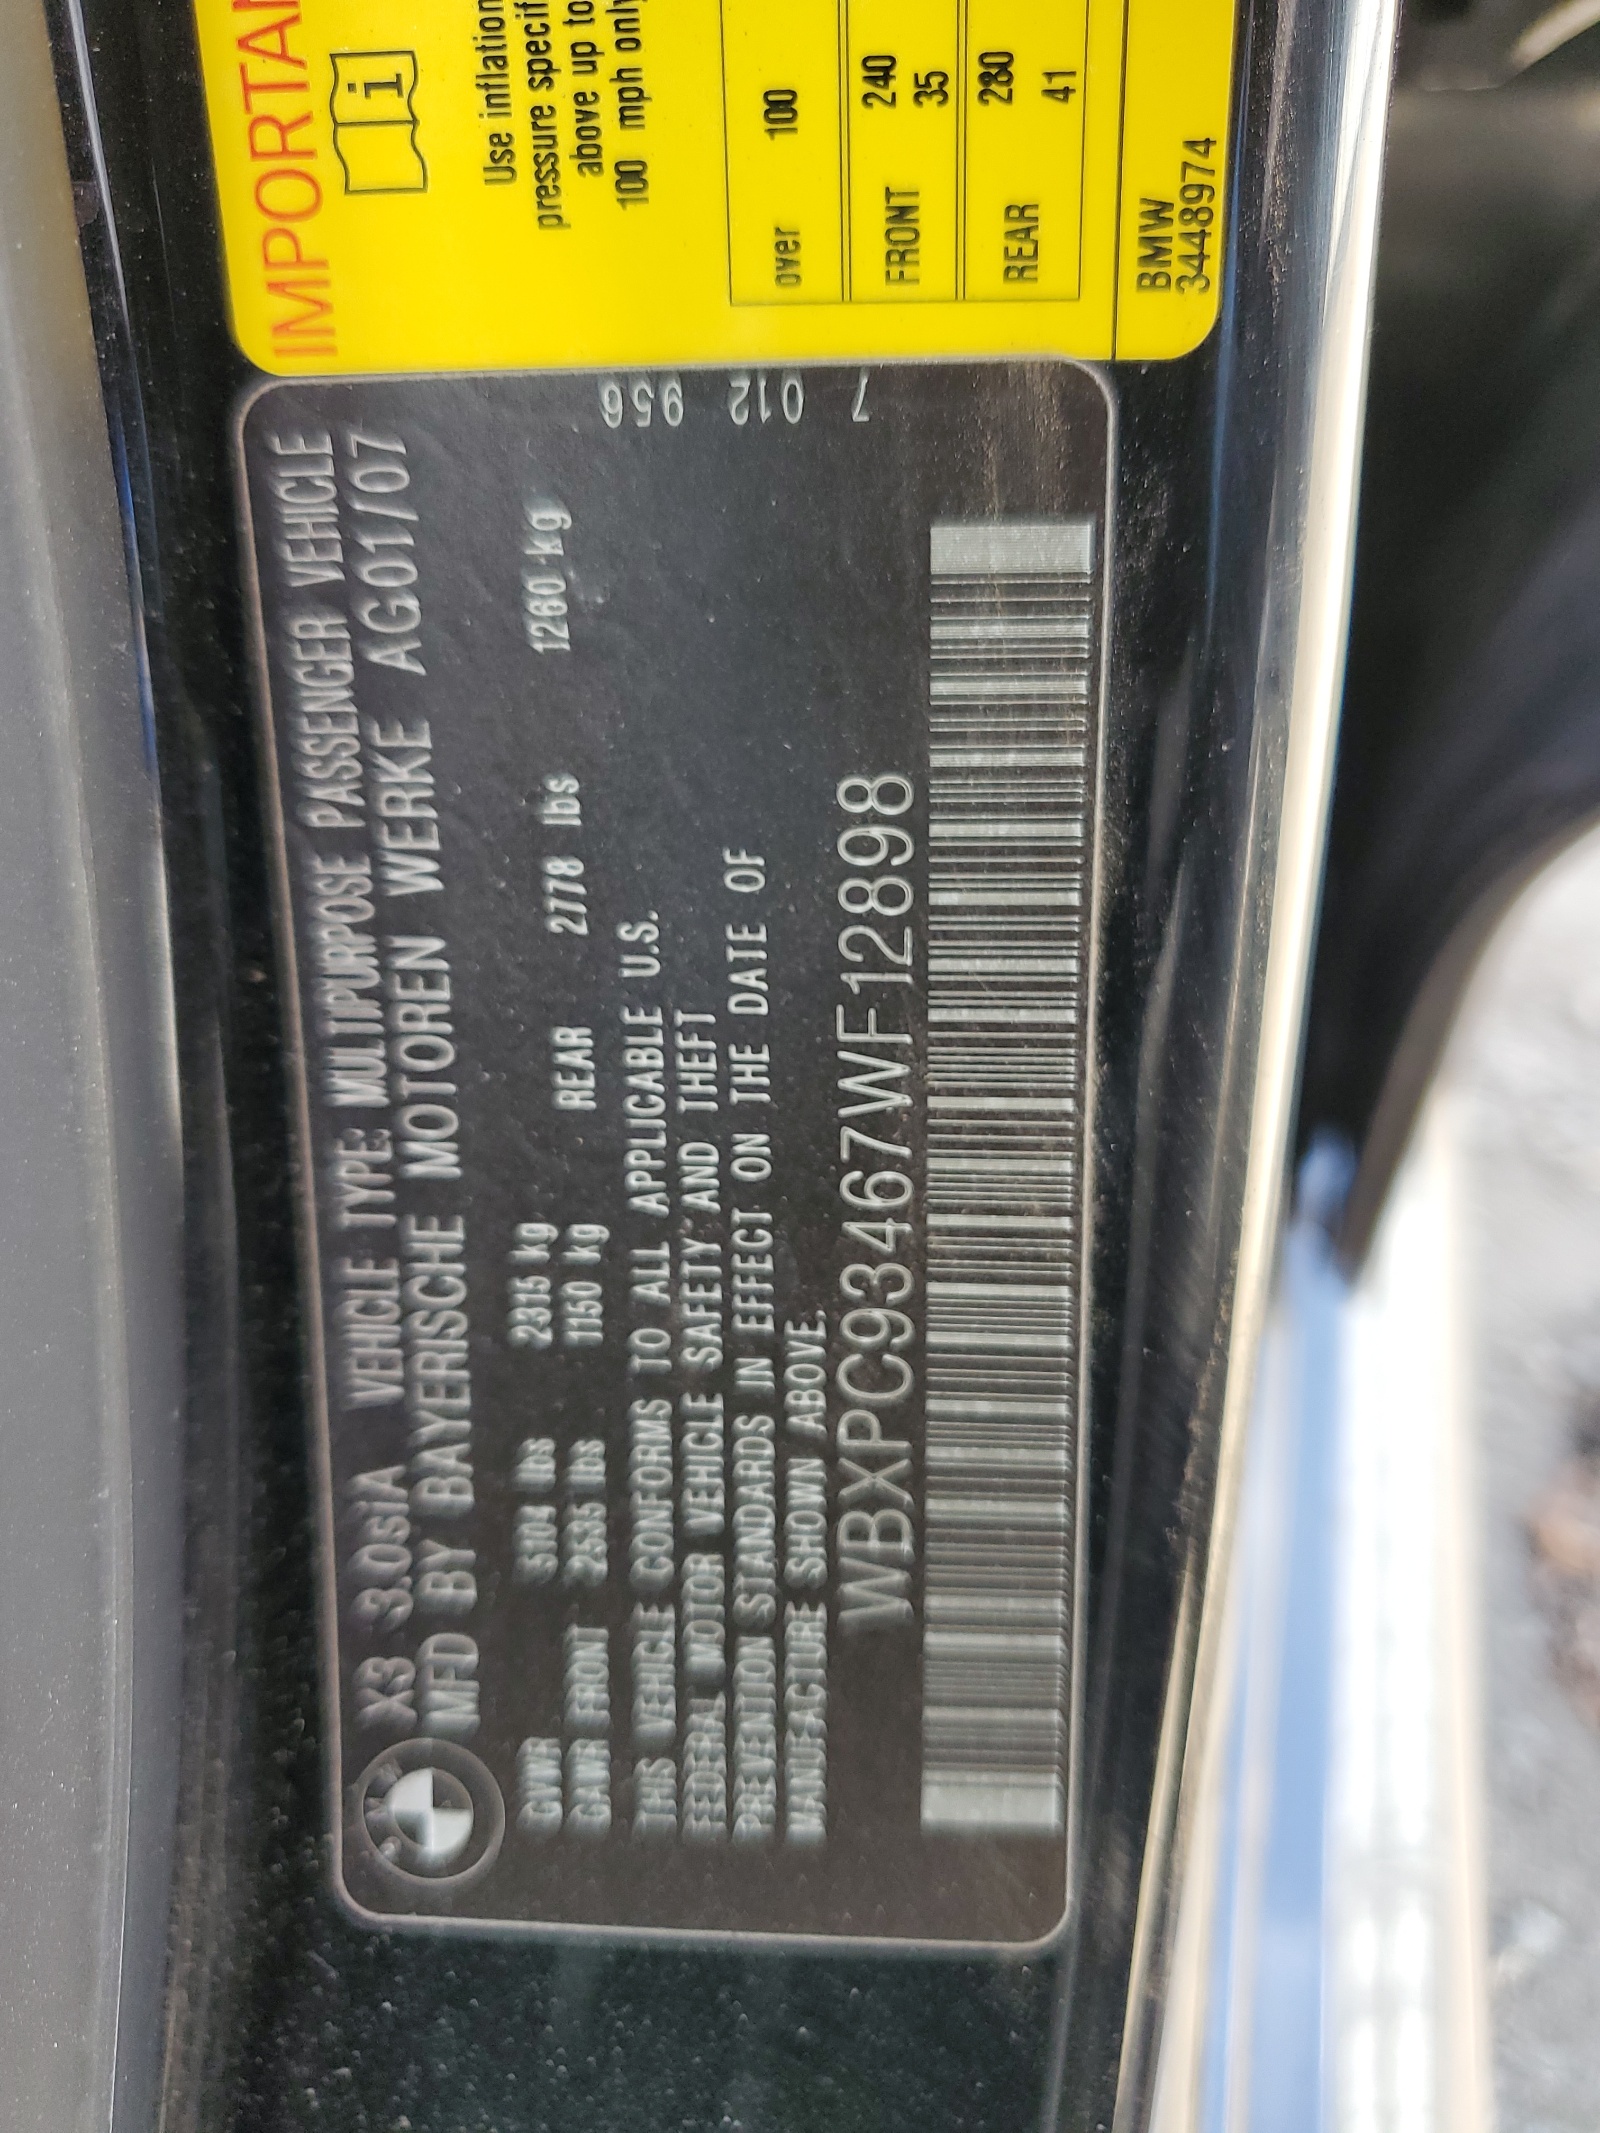 X3 3.0siA VEHICLE TYPE: MULTIPURPOSE PASSENGER VEHICLE
MFD BY BAYERISCHE MOTOREN WERKE AG01/07
GVWR 5104 lbs 2315 kg
GAWR FRONT 2535 lbs 1150 kg REAR 2778 lbs 1260 kg
THIS VEHICLE CONFORMS TO ALL APPLICABLE U.S.
FEDERAL MOTOR VEHICLE SAFETY AND THEFT
PREVENTION STANDARDS IN EFFECT ON THE DATE OF
MANUFACTURE SHOWN ABOVE.
WBXPC93467WF12898
7 012 956
IMPORTAN
i
Use inflation
pressure specif
above up to
100 mph only
over 100
FRONT 240
35
REAR 280
41
BMW
3448974